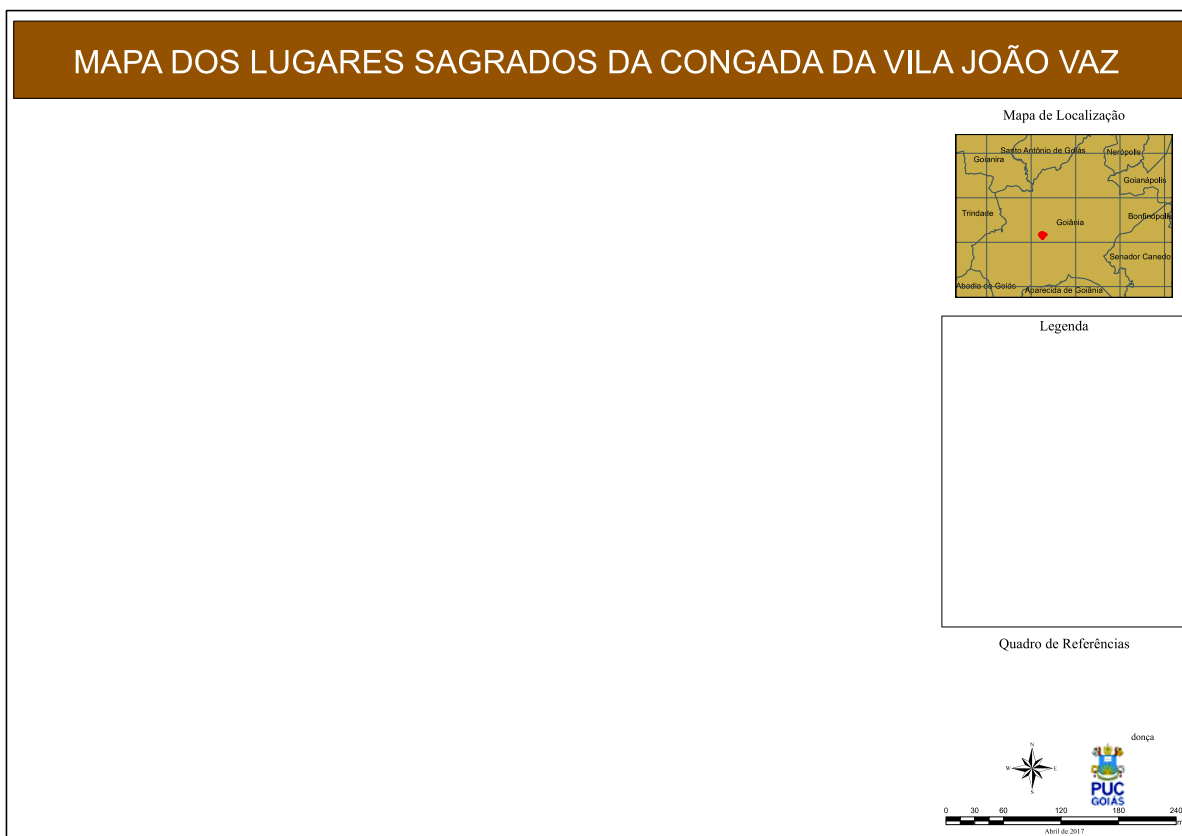 MAPA DOS LUGARES SAGRADOS DA CONGADA DA VILA JOÃO VAZ
Mapa de Localização
Santo Antônio de Goiás
Nerópolis
Goianira
Goianápolis
Trindade
Goiânia
Bonfinópolis
Senador Canedo
Abadia de Goiás
Aparecida de Goiânia
Legenda
Quadro de Referências
donça
N
W E
S
PUC
GOIÁS
0 30 60 120 180 240
m
Abril de 2017